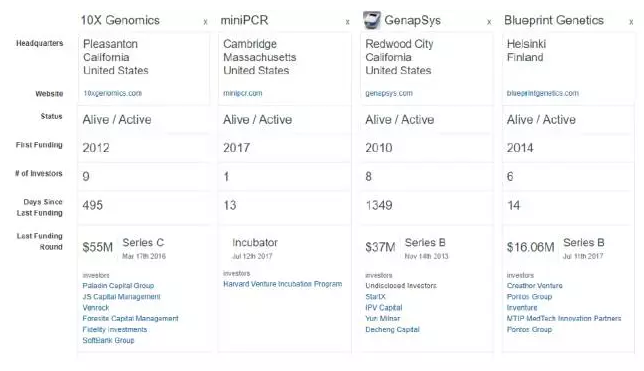 10X Genomics x miniPCR x GenapSys x Blueprint Genetics x
Headquarters Pleasanton Cambridge Redwood City Helsinki
California Massachusetts California Finland
United States United States United States
Website 10xgenomics.com minipcr.com genapsys.com blueprintgenetics.com
Status Alive / Active Alive / Active Alive / Active Alive / Active
First Funding 2012 2017 2010 2014
# of Investors 9 1 8 6
Days Since 495 13 1349 14
Last Funding
Last Funding $55M Series C Incubator $37M Series B $16.06M Series B
Round Mar 17th 2016 Jul 12th 2017 Nov 14th 2013 Jul 11th 2017
investors investors investors investors
Paladin Capital Group Harvard Venture Incubation Program Undisclosed Investors Creathor Venture
JS Capital Management StartX Pontos Group
Venrock IPV Capital Inventure
Foresite Capital Management Yuri Milner MTIP MedTech Innovation Partners
Fidelity Investments Decheng Capital Pontos Group
SoftBank Group